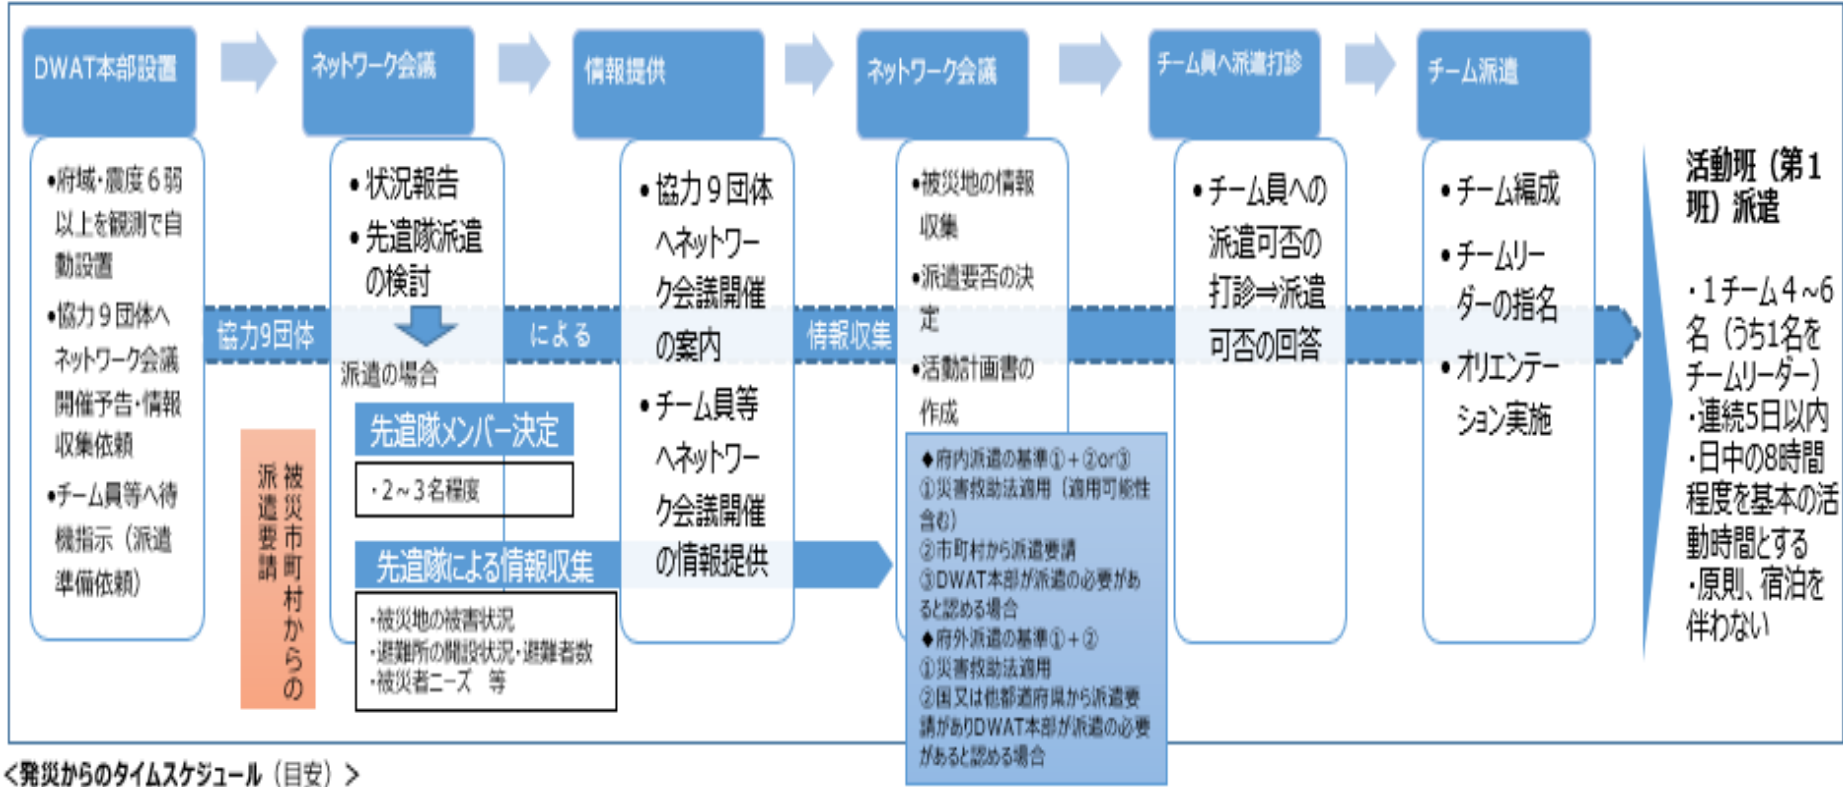 DWAT本部設置
ネットワーク会議
情報提供
ネットワーク会議
チーム員へ派遣打診
チーム派遣
•府域・震度６弱
以上を観測で自
動設置
•協力９団体へ
ネットワーク会議
開催予告・情報
収集依頼
•チーム員等へ待
機指示（派遣
準備依頼）
• 状況報告
• 先遣隊派遣
の検討
派遣の場合
先遣隊メンバー決定
・２～３名程度
先遣隊による情報収集
・被災地の被害状況
・避難所の開設状況・避難者数
・被災者ニーズ　等
被災市町村からの
派遣要請
協力9団体
による
情報収集
• 協力９団体
へネットワー
ク会議開催
の案内
• チーム員等
へネットワー
ク会議開催
の情報提供
•被災地の情報
収集
•派遣要否の決
定
•活動計画書の
作成
◆府内派遣の基準①＋②or③
①災害救助法適用（適用可能性
含む）
②市町村から派遣要請
③DWAT本部が派遣の必要があ
ると認める場合
◆府外派遣の基準①＋②
①災害救助法適用
②国又は他都道府県から派遣要
請がありDWAT本部が派遣の必要
があると認める場合
• チーム員への
派遣可否の
打診⇒派遣
可否の回答
• チーム編成
• チームリー
ダーの指名
• オリエンテー
ション実施
活動班（第１
班）派遣
・１チーム４～6
名（うち1名を
チームリーダー）
・連続5日以内
・日中の8時間
程度を基本の活
動時間とする
・原則、宿泊を
伴わない
＜発災からのタイムスケジュール（目安）＞